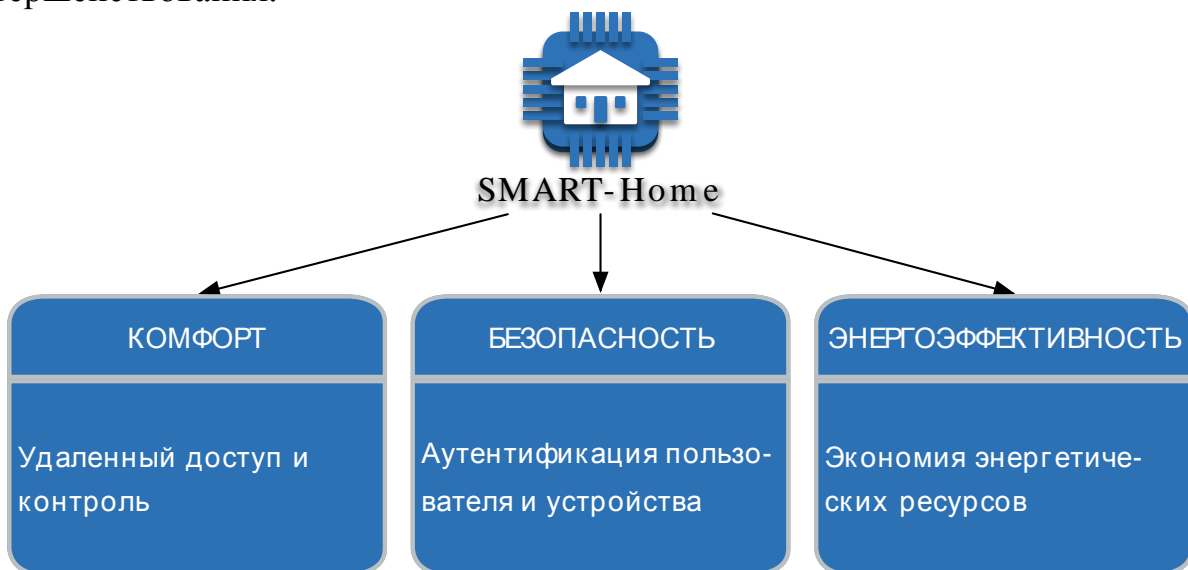 SMART-Home
КОМФОРТ
Удаленный доступ и
контроль
БЕЗОПАСНОСТЬ
Аутентификация пользо-
вателя и устройства
ЭНЕРГОЭФФЕКТИВНОСТЬ
Экономия энергетиче-
ских ресурсов